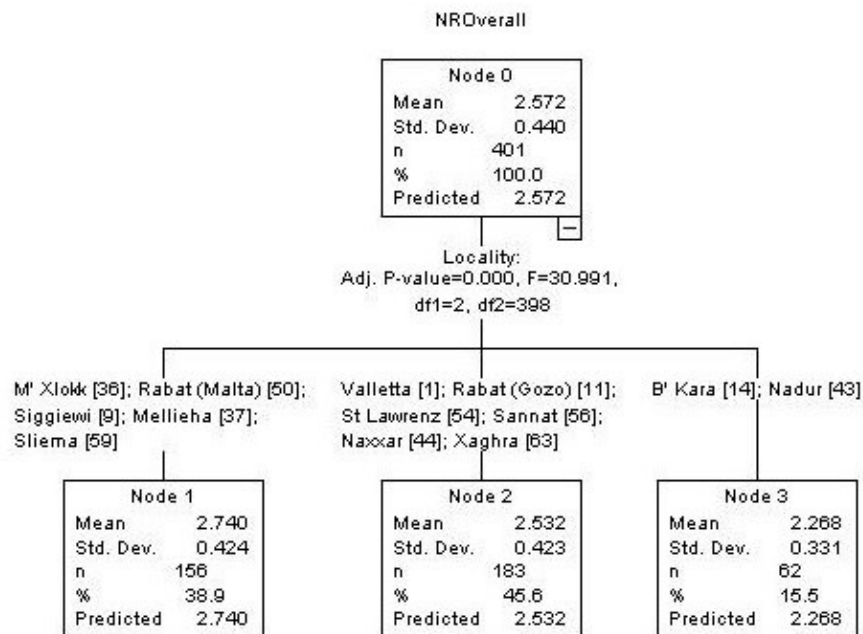 NROverall
Node 0
Mean 2.572
Std. Dev. 0.440
n 401
% 100.0
Predicted 2.572
Locality:
Adj. P-value=0.000, F=30.991,
df1=2, df2=398
M' Xlokk [36]; Rabat (Malta) [50];
Siggiewi [9]; Mellieha [37];
Sliema [59]
Node 1
Mean 2.740
Std. Dev. 0.424
n 156
% 38.9
Predicted 2.740
Valletta [1]; Rabat (Gozo) [11];
St Lawrenz [54]; Sannat [56];
Naxxar [44]; Xaghra [63]
Node 2
Mean 2.532
Std. Dev. 0.423
n 183
% 45.6
Predicted 2.532
B' Kara [14]; Nadur [43]
Node 3
Mean 2.268
Std. Dev. 0.331
n 62
% 15.5
Predicted 2.268